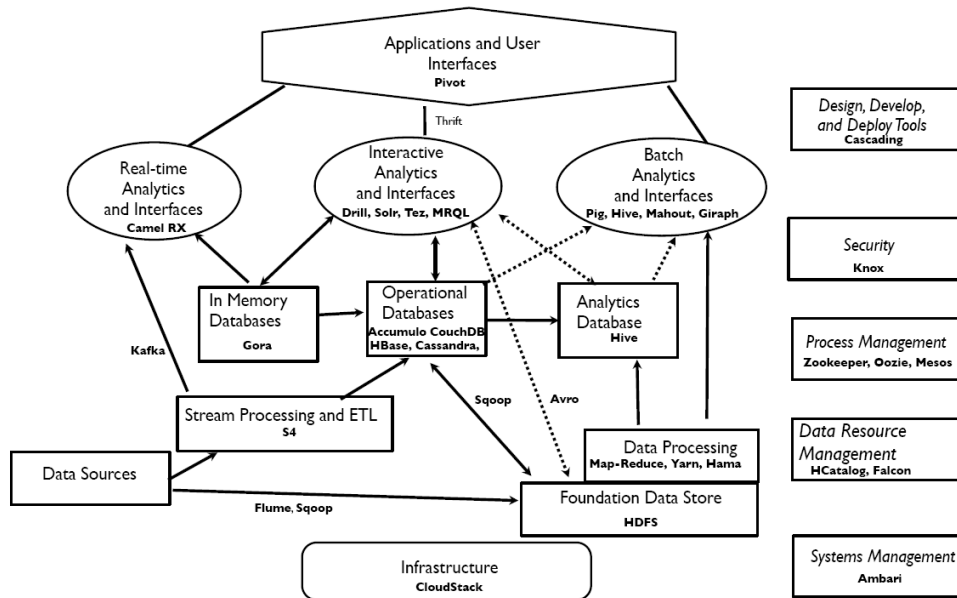 Applications and User
Interfaces
Pivot
Thrift
Real-time
Analytics
and Interfaces
Camel RX
Interactive
Analytics
and Interfaces
Drill, Solr, Tez, MRQL
Batch
Analytics
and Interfaces
Pig, Hive, Mahout, Giraph
In Memory
Databases
Gora
Operational
Databases
Accumulo CouchDB
HBase, Cassandra,
Analytics
Database
Hive
Kafka
Sqoop
Avro
Stream Processing and ETL
S4
Data Processing
Map-Reduce, Yarn, Hama
Data Sources
Flume, Sqoop
Foundation Data Store
HDFS
Infrastructure
CloudStack
Design, Develop,
and Deploy Tools
Cascading
Security
Knox
Process Management
Zookeeper, Oozie, Mesos
Data Resource
Management
HCatalog, Falcon
Systems Management
Ambari